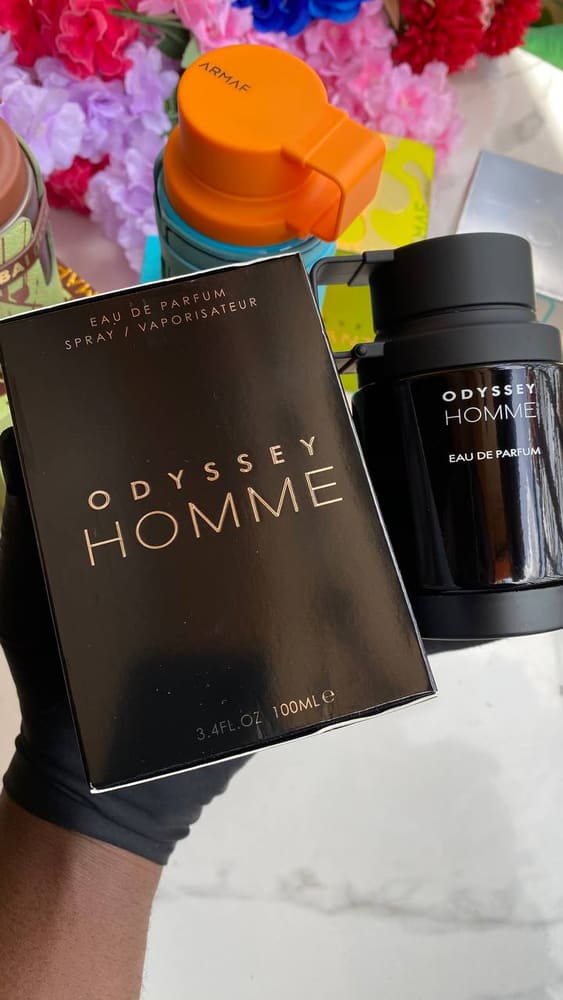 ARMAF
EAU DE PARFUM
SPRAY / VAPORISATEUR
ODYSSEY
HOMME
3.4FL.OZ 100ML℮
ODYSSEY
HOMME
EAU DE PARFUM